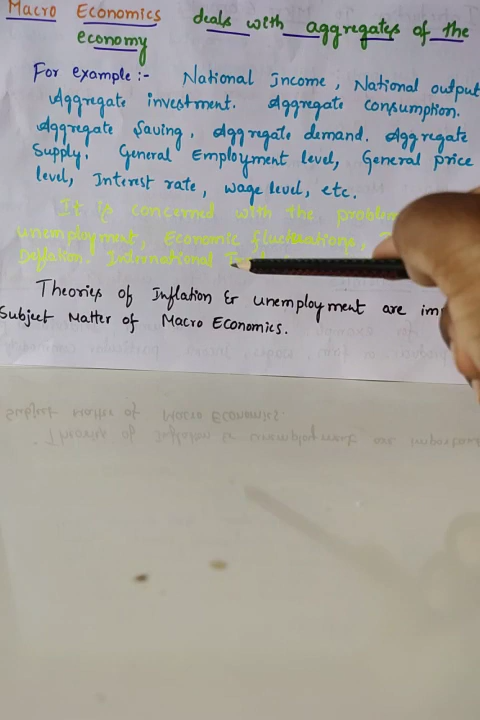 Macro Economics deals with aggregates of the
economy
For example :- National Income, National output
Aggregate investment. Aggregate consumption.
Aggregate Saving, Aggregate demand. Aggregate
Supply. General Employment level, General price
level, Interest rate, wage level, etc.
It is concerned with the problem
unemployment, Economic fluctuations,
Deflation. International
Theories of Inflation & unemployment are im
Subject Matter of Macro Economics.